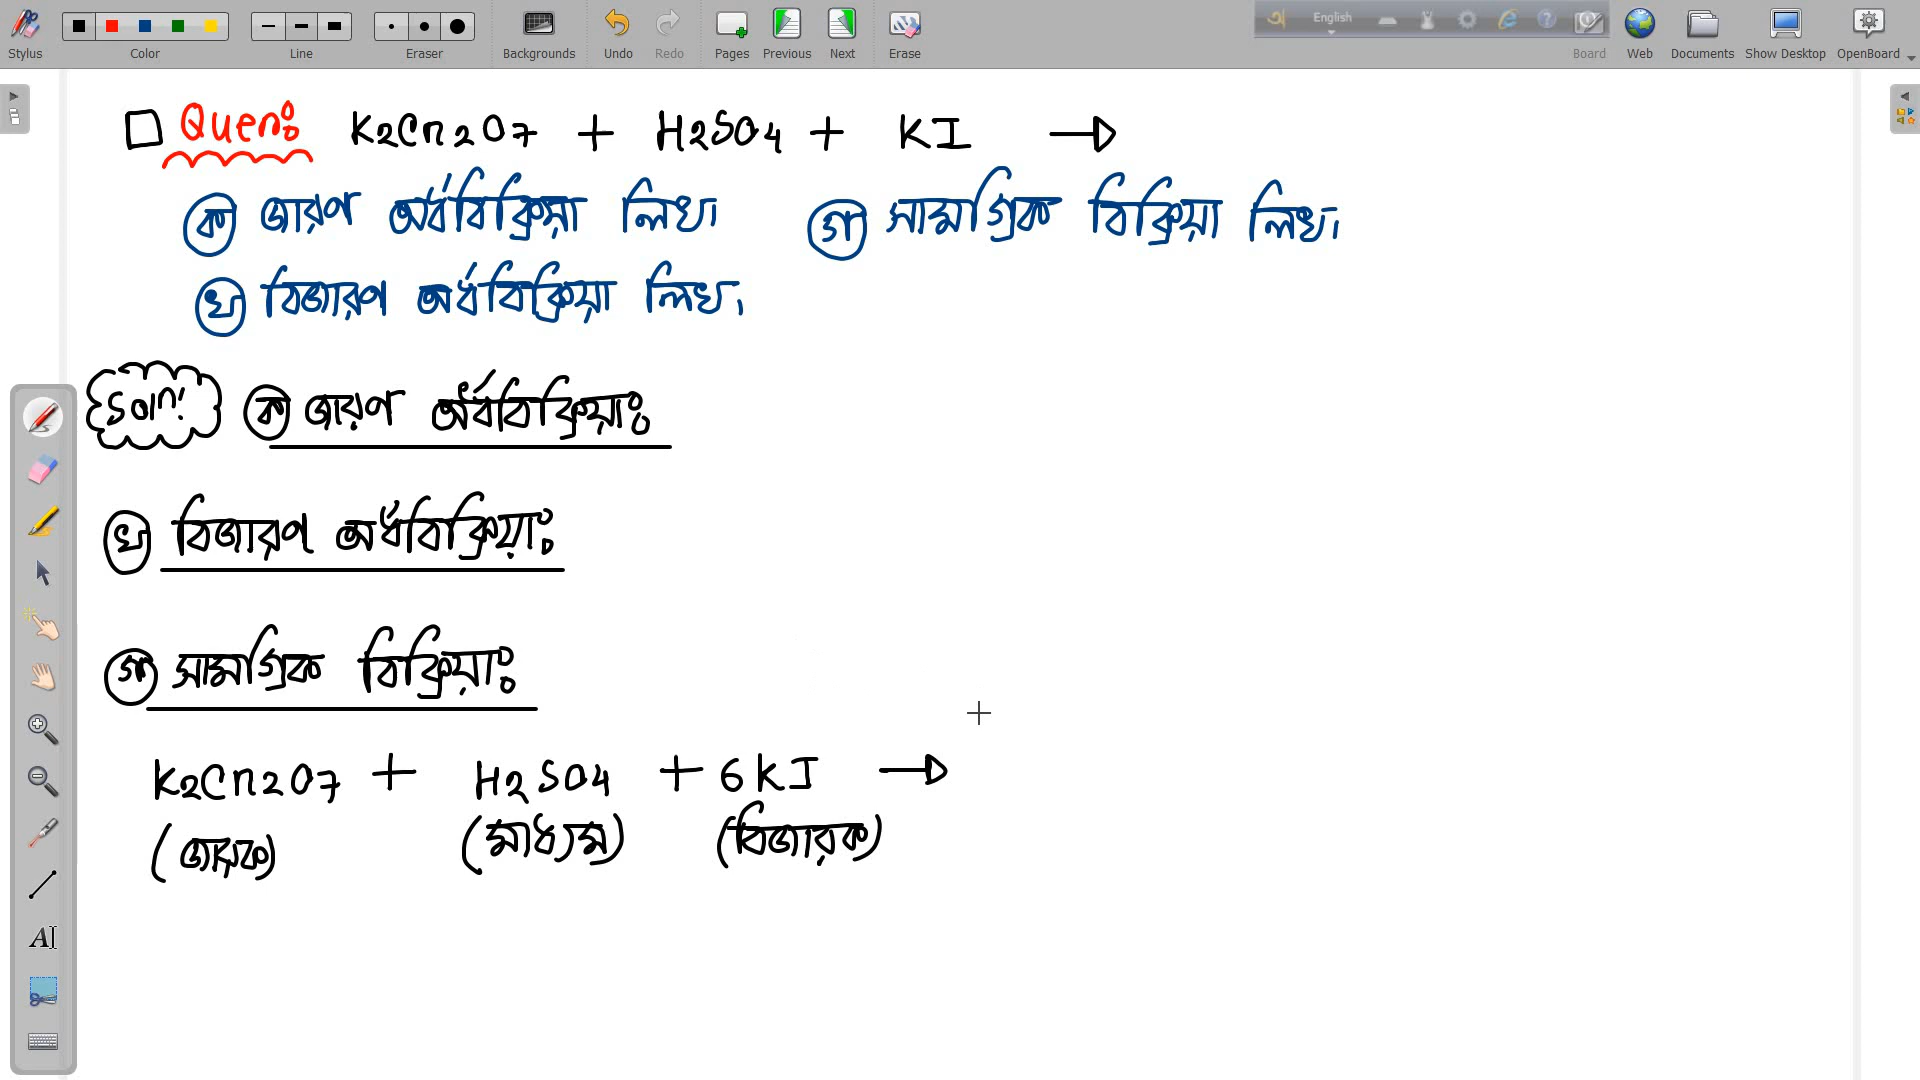 Stylus Color Line Eraser Backgrounds Undo Redo Pages Previous Next Erase English Board Web Documents Show Desktop OpenBoard
Quen: K2Cr2O7 + H2SO4 + KI →
ক জারণ অর্ধবিক্রিয়া লিখ। গ সামগ্রিক বিক্রিয়া লিখ।
খ বিজারণ অর্ধবিক্রিয়া লিখ।
Soln: ক জারণ অর্ধবিক্রিয়াঃ
খ বিজারণ অর্ধবিক্রিয়াঃ
গ সামগ্রিক বিক্রিয়াঃ
K2Cr2O7 + H2SO4 + 6KI →
(জারক) (মাধ্যম) (বিজারক)